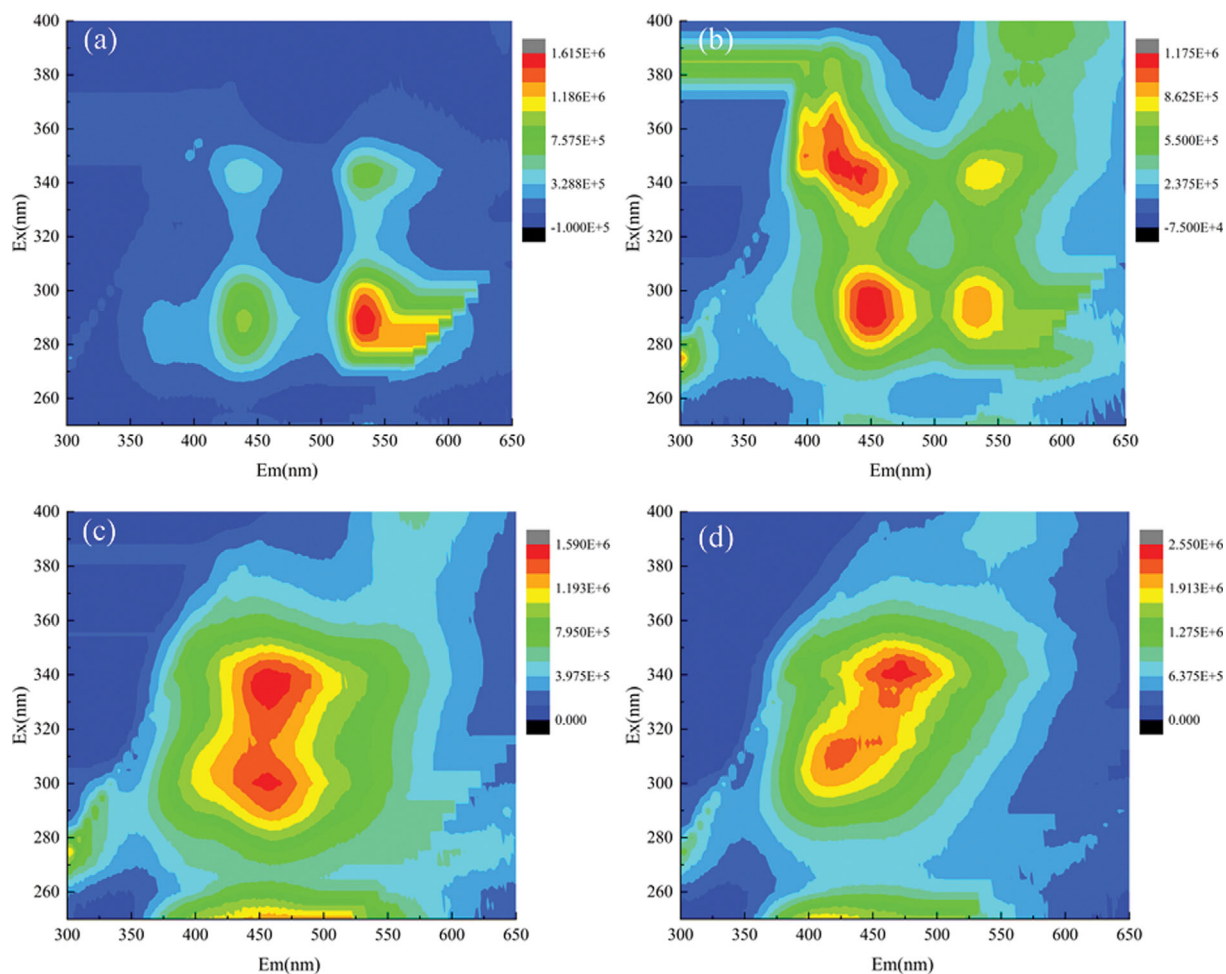 (a)
400
380
360
340
320
300
280
260
Ex(nm)
300 350 400 450 500 550 600 650
Em(nm)
1.615E+6
1.186E+6
7.575E+5
3.288E+5
-1.000E+5
(b)
400
380
360
340
320
300
280
260
Ex(nm)
300 350 400 450 500 550 600 650
Em(nm)
1.175E+6
8.625E+5
5.500E+5
2.375E+5
-7.500E+4
(c)
400
380
360
340
320
300
280
260
Ex(nm)
300 350 400 450 500 550 600 650
Em(nm)
1.590E+6
1.193E+6
7.950E+5
3.975E+5
0.000
(d)
400
380
360
340
320
300
280
260
Ex(nm)
300 350 400 450 500 550 600 650
Em(nm)
2.550E+6
1.913E+6
1.275E+6
6.375E+5
0.000